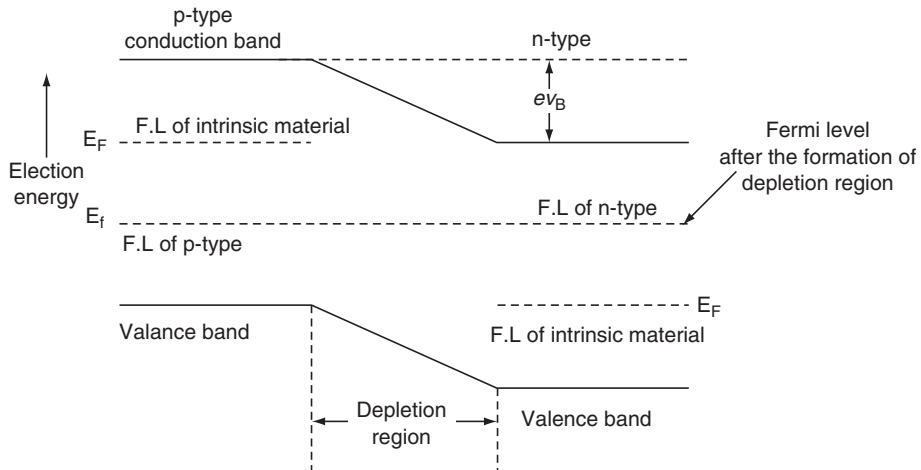 p-type
conduction band
n-type
ev_B
F.L of intrinsic material
E_F
Election
energy
Fermi level
after the formation of
depletion region
E_f
F.L of n-type
F.L of p-type
E_F
Valance band
F.L of intrinsic material
Depletion
region
Valence band